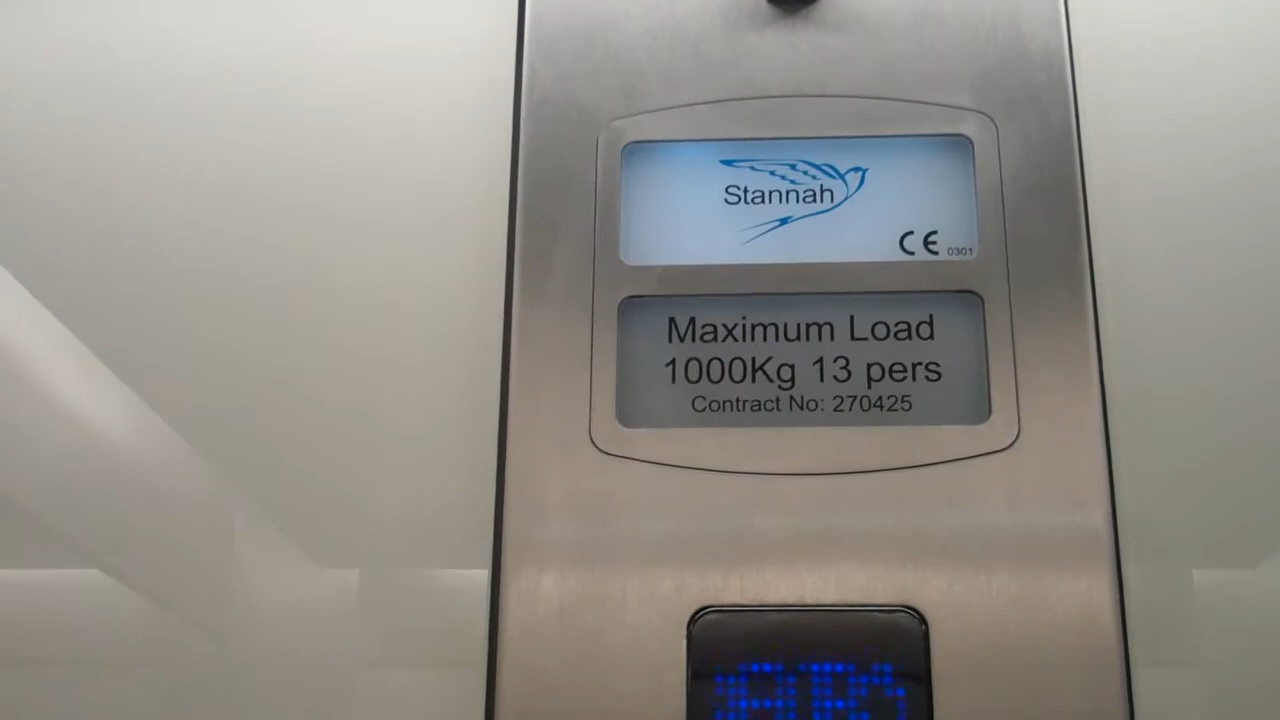 Stannah
CE 0301
Maximum Load
1000Kg 13 pers
Contract No: 270425